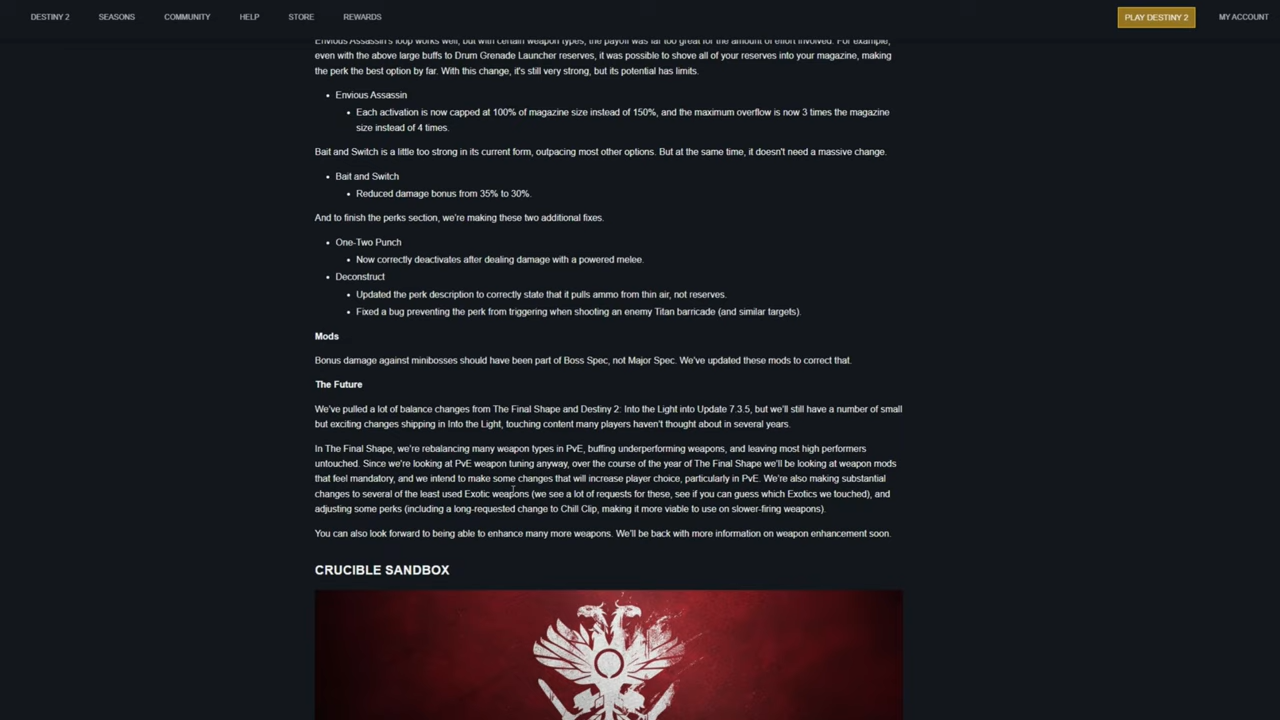 DESTINY 2 SEASONS COMMUNITY HELP STORE REWARDS PLAY DESTINY 2 MY ACCOUNT
Envious Assassin's loop works well, but with certain weapon types, the payoff was far too great for the amount of effort involved. For example,
even with the above large buffs to Drum Grenade Launcher reserves, it was possible to shove all of your reserves into your magazine, making
the perk the best option by far. With this change, it's still very strong, but its potential has limits.
• Envious Assassin
• Each activation is now capped at 100% of magazine size instead of 150%, and the maximum overflow is now 3 times the magazine
size instead of 4 times.
Bait and Switch is a little too strong in its current form, outpacing most other options. But at the same time, it doesn't need a massive change.
• Bait and Switch
• Reduced damage bonus from 35% to 30%.
And to finish the perks section, we're making these two additional fixes.
• One-Two Punch
• Now correctly deactivates after dealing damage with a powered melee.
• Deconstruct
• Updated the perk description to correctly state that it pulls ammo from thin air, not reserves.
• Fixed a bug preventing the perk from triggering when shooting an enemy Titan barricade (and similar targets).
Mods
Bonus damage against minibosses should have been part of Boss Spec, not Major Spec. We've updated these mods to correct that.
The Future
We've pulled a lot of balance changes from The Final Shape and Destiny 2: Into the Light into Update 7.3.5, but we'll still have a number of small
but exciting changes shipping in Into the Light, touching content many players haven't thought about in several years.
In The Final Shape, we're rebalancing many weapon types in PvE, buffing underperforming weapons, and leaving most high performers
untouched. Since we're looking at PvE weapon tuning anyway, over the course of the year of The Final Shape we'll be looking at weapon mods
that feel mandatory, and we intend to make some changes that will increase player choice, particularly in PvE. We're also making substantial
changes to several of the least used Exotic weapons (we see a lot of requests for these, see if you can guess which Exotics we touched), and
adjusting some perks (including a long-requested change to Chill Clip, making it more viable to use on slower-firing weapons).
You can also look forward to being able to enhance many more weapons. We'll be back with more information on weapon enhancement soon.
CRUCIBLE SANDBOX